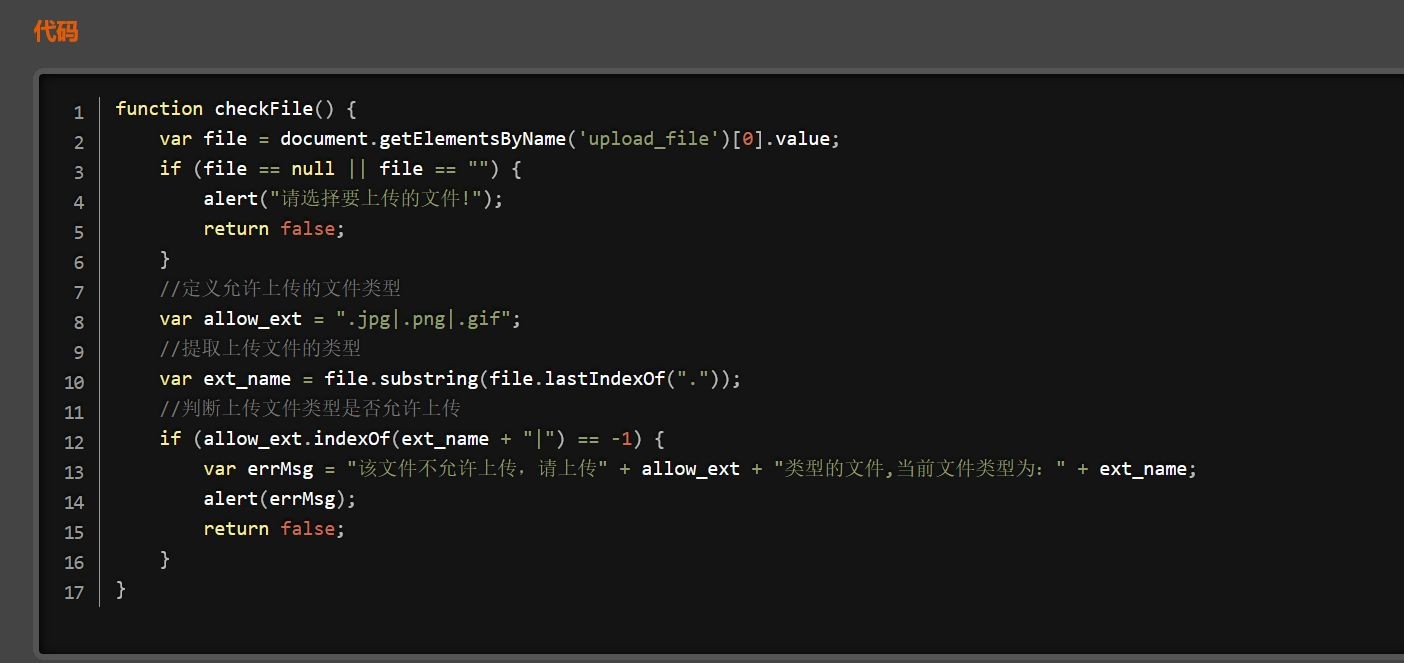 代码
1 function checkFile() {
2     var file = document.getElementsByName('upload_file')[0].value;
3     if (file == null || file == "") {
4         alert("请选择要上传的文件!");
5         return false;
6     }
7     //定义允许上传的文件类型
8     var allow_ext = ".jpg|.png|.gif";
9     //提取上传文件的类型
10     var ext_name = file.substring(file.lastIndexOf("."));
11     //判断上传文件类型是否允许上传
12     if (allow_ext.indexOf(ext_name + "|") == -1) {
13         var errMsg = "该文件不允许上传，请上传" + allow_ext + "类型的文件,当前文件类型为：" + ext_name;
14         alert(errMsg);
15         return false;
16     }
17 }